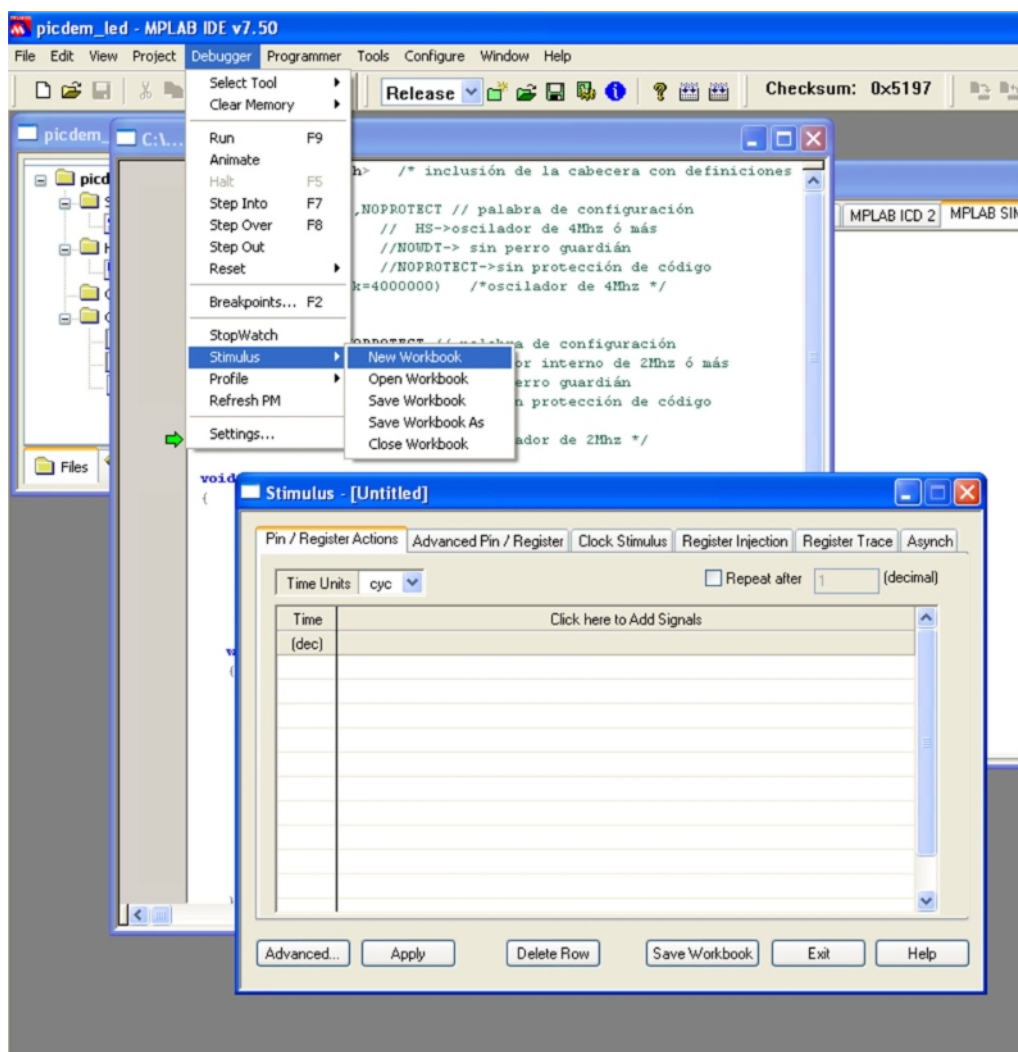 picdem_led - MPLAB IDE v7.50
File Edit View Project Debugger Programmer Tools Configure Window Help
Release
Checksum: 0x5197
Select Tool
Clear Memory
Run F9
Animate
Halt F5
Step Into F7
Step Over F8
Step Out
Reset
Breakpoints... F2
StopWatch
Stimulus
Profile
Refresh PM
Settings...
New Workbook
Open Workbook
Save Workbook
Save Workbook As
Close Workbook
picdem_
C:\...
picd
Files
h> /* inclusión de la cabecera con definiciones
,NOPROTECT // palabra de configuración
// HS->oscilador de 4Mhz ó más
//NOWDT-> sin perro guardián
//NOPROTECT->sin protección de código
k=4000000) /*oscilador de 4Mhz */
de configuración
or interno de 2Mhz ó más
erro guardián
n protección de código
ador de 2Mhz */
void
{
{
MPLAB ICD 2 MPLAB SIM
Stimulus - [Untitled]
Pin / Register Actions Advanced Pin / Register Clock Stimulus Register Injection Register Trace Asynch
Time Units cyc Repeat after 1 (decimal)
Time Click here to Add Signals
(dec)
Advanced... Apply Delete Row Save Workbook Exit Help